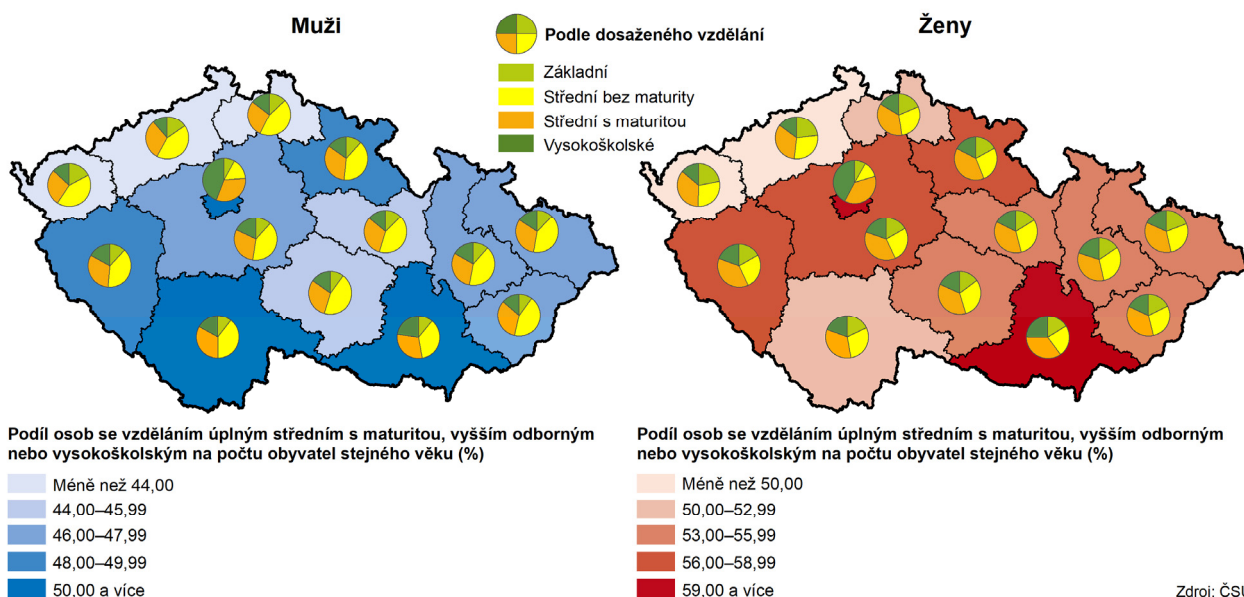 Muži
Podle dosaženého vzdělání
Základní
Střední bez maturity
Střední s maturitou
Vysokoškolské
Ženy
Podíl osob se vzděláním úplným středním s maturitou, vyšším odborným
nebo vysokoškolským na počtu obyvatel stejného věku (%)
Méně než 44,00
44,00–45,99
46,00–47,99
48,00–49,99
50,00 a více
Podíl osob se vzděláním úplným středním s maturitou, vyšším odborným
nebo vysokoškolským na počtu obyvatel stejného věku (%)
Méně než 50,00
50,00–52,99
53,00–55,99
56,00–58,99
59,00 a více
Zdroj: ČSÚ